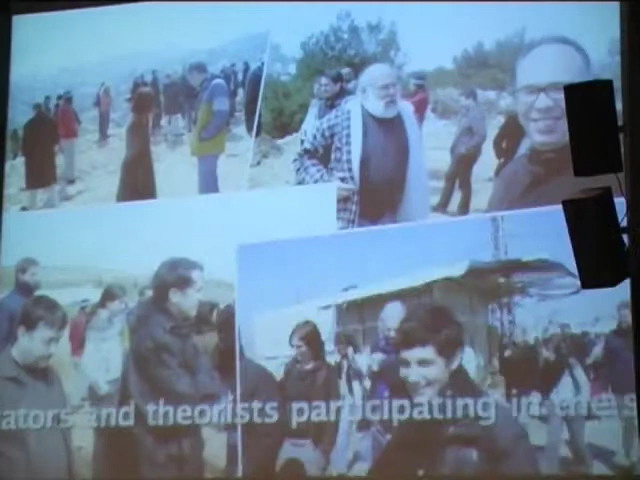 ators and theorists participating in the s